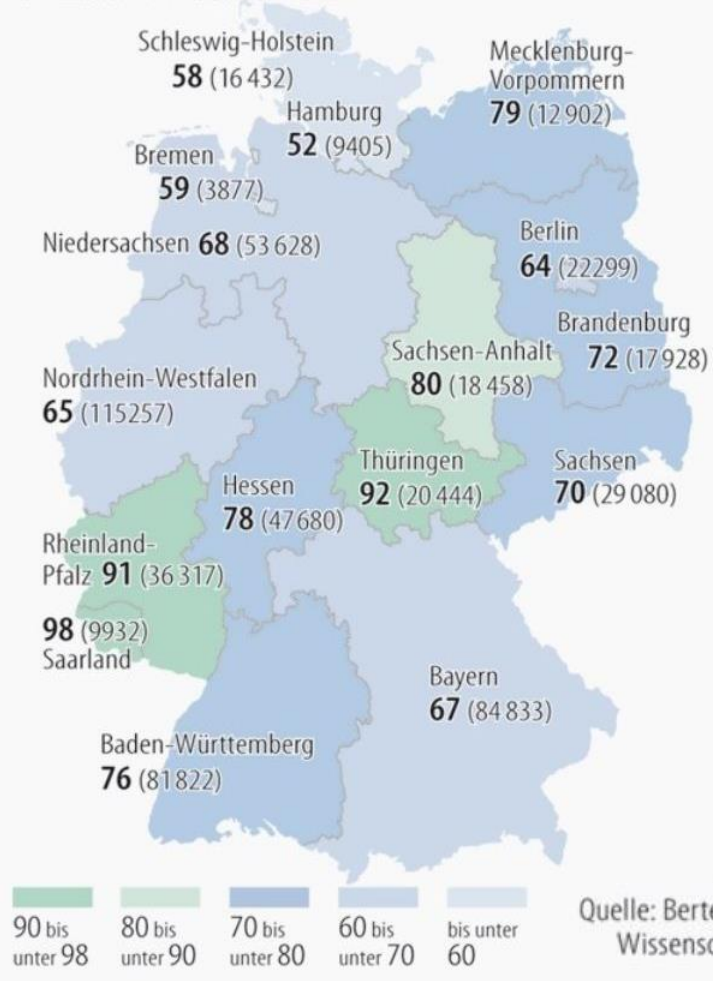 Schleswig-Holstein
58 (16 432)
Mecklenburg-
Vorpommern
79 (12 902)
Hamburg
52 (9405)
Bremen
59 (3877)
Niedersachsen 68 (53 628)
Berlin
64 (22299)
Brandenburg
72 (17 928)
Sachsen-Anhalt
80 (18 458)
Nordrhein-Westfalen
65 (115257)
Thüringen
92 (20 444)
Sachsen
70 (29 080)
Hessen
78 (47680)
Rheinland-
Pfalz 91 (36 317)
98 (9932)
Saarland
Bayern
67 (84 833)
Baden-Württemberg
76 (81 822)
90 bis
unter 98
80 bis
unter 90
70 bis
unter 80
60 bis
unter 70
bis unter
60
Quelle: Berte
Wissensc